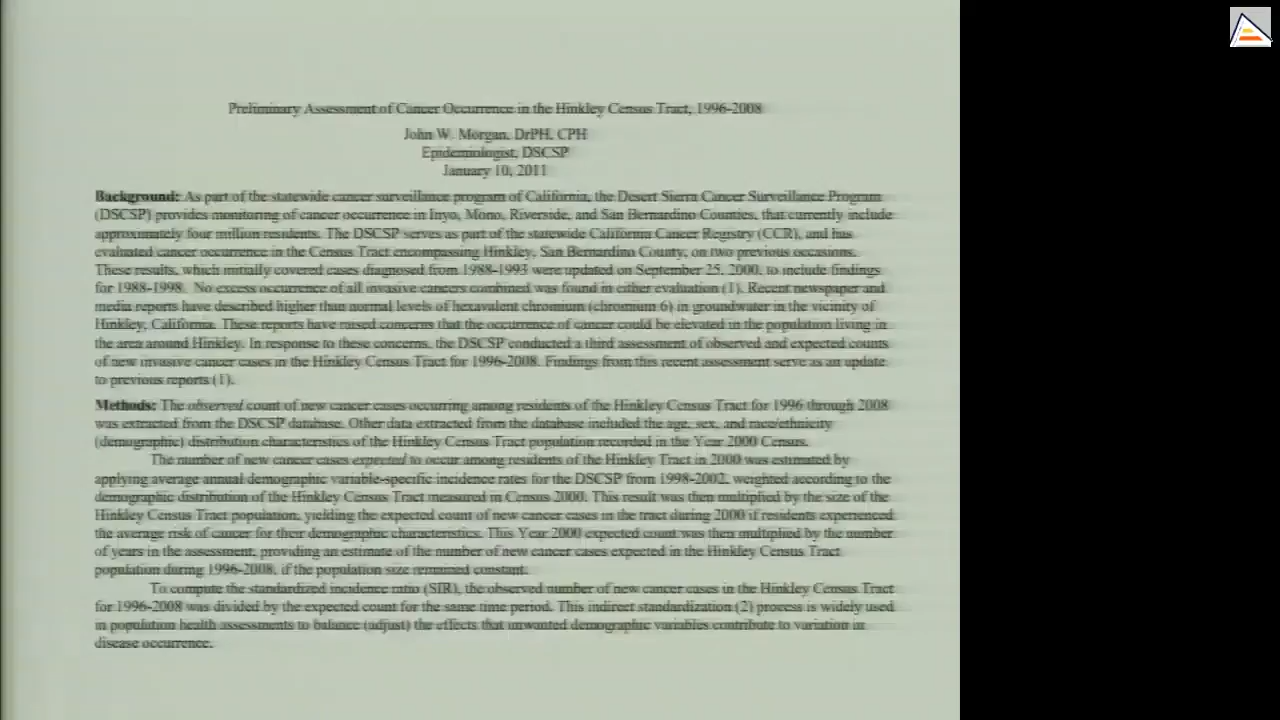 Preliminary Assessment of Cancer Occurrence in the Hinkley Census Tract, 1996-2008
John W. Morgan, DrPH, CPH
Epidemiologist, DSCSP
January 10, 2011
Background: As part of the statewide cancer surveillance program of California, the Desert Sierra Cancer Surveillance Program
(DSCSP) provides monitoring of cancer occurrence in Inyo, Mono, Riverside, and San Bernardino Counties, that currently include
approximately four million residents. The DSCSP serves as part of the statewide California Cancer Registry (CCR), and has
evaluated cancer occurrence in the Census Tract encompassing Hinkley, San Bernardino County, on two previous occasions.
These results, which initially covered cases diagnosed from 1988-1993 were updated on September 25, 2000, to include findings
for 1988-1998. No excess occurrence of all invasive cancers combined was found in either evaluation (1). Recent newspaper and
media reports have described higher than normal levels of hexavalent chromium (chromium 6) in groundwater in the vicinity of
Hinkley, California. These reports have raised concerns that the occurrence of cancer could be elevated in the population living in
the area around Hinkley. In response to these concerns, the DSCSP conducted a third assessment of observed and expected counts
of new invasive cancer cases in the Hinkley Census Tract for 1996-2008. Findings from this recent assessment serve as an update
to previous reports (1).
Methods: The observed count of new cancer cases occurring among residents of the Hinkley Census Tract for 1996 through 2008
was extracted from the DSCSP database. Other data extracted from the database included the age, sex, and race/ethnicity
(demographic) distribution characteristics of the Hinkley Census Tract population recorded in the Year 2000 Census.
The number of new cancer cases expected to occur among residents of the Hinkley Tract in 2000 was estimated by
applying average annual demographic variable-specific incidence rates for the DSCSP from 1998-2002, weighted according to the
demographic distribution of the Hinkley Census Tract measured in Census 2000. This result was then multiplied by the size of the
Hinkley Census Tract population, yielding the expected count of new cancer cases in the tract during 2000 if residents experienced
the average risk of cancer for their demographic characteristics. This Year 2000 expected count was then multiplied by the number
of years in the assessment, providing an estimate of the number of new cancer cases expected in the Hinkley Census Tract
population during 1996-2008, if the population size remained constant.
To compute the standardized incidence ratio (SIR), the observed number of new cancer cases in the Hinkley Census Tract
for 1996-2008 was divided by the expected count for the same time period. This indirect standardization (2) process is widely used
in population health assessments to balance (adjust) the effects that unwanted demographic variables contribute to variation in
disease occurrence.